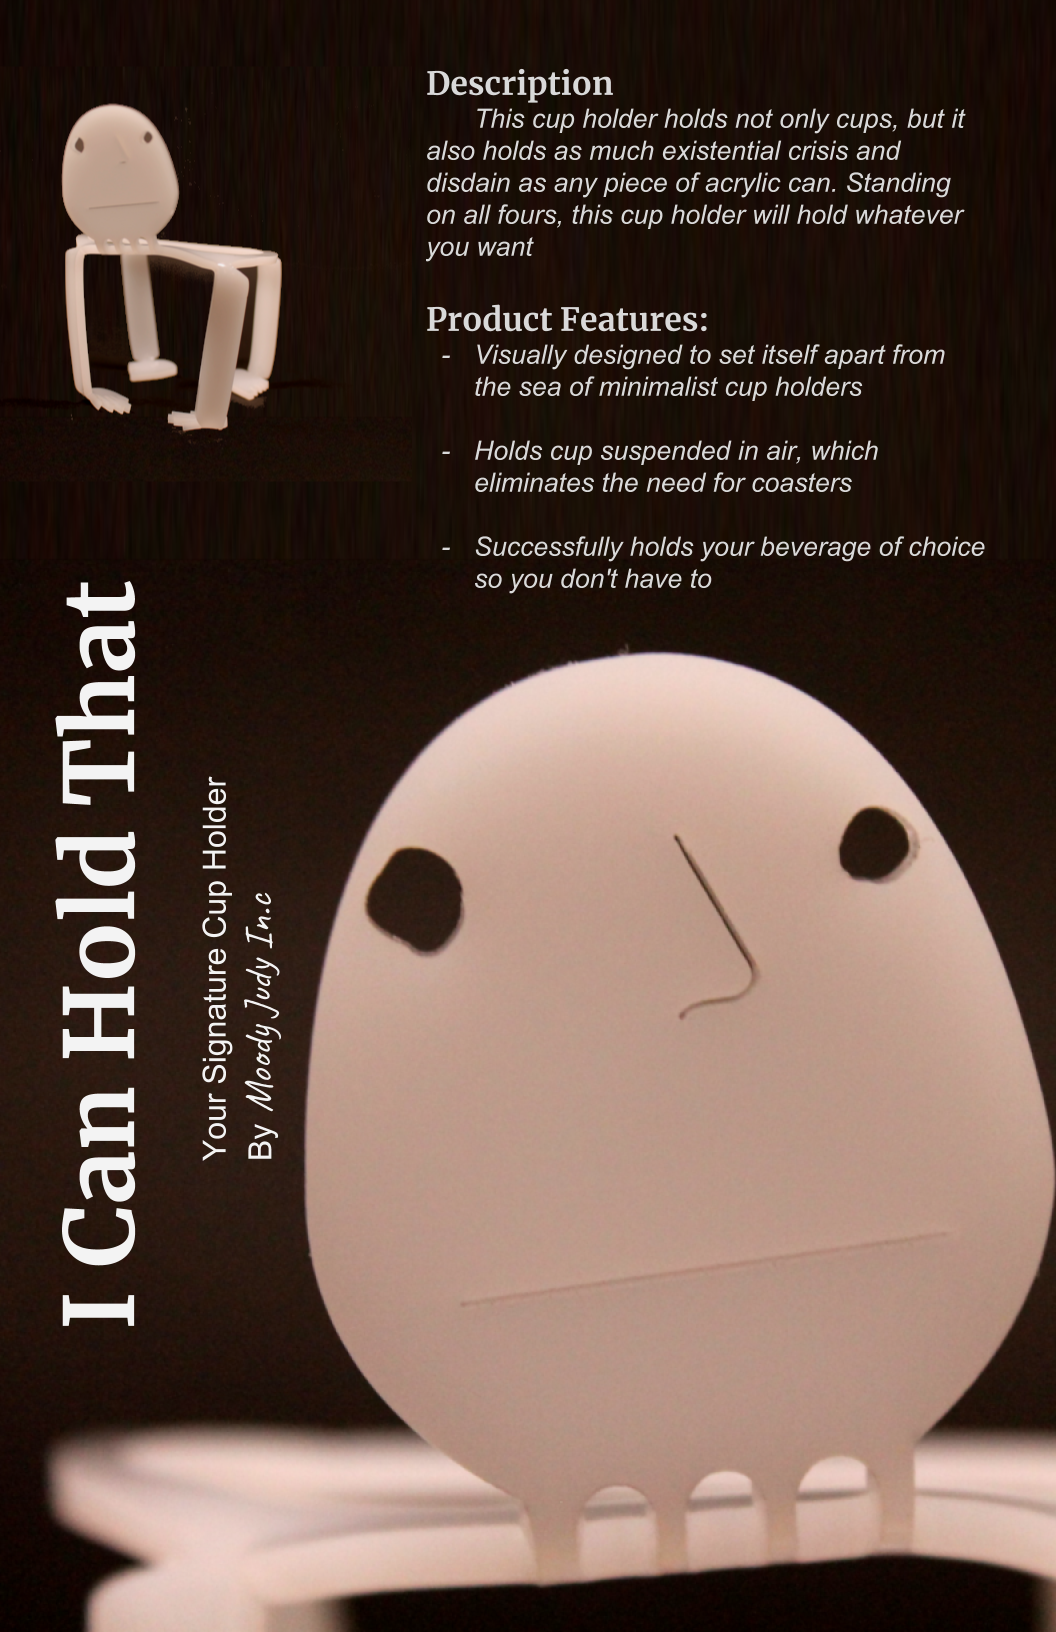 Description
This cup holder holds not only cups, but it
also holds as much existential crisis and
disdain as any piece of acrylic can. Standing
on all fours, this cup holder will hold whatever
you want
Product Features:
- Visually designed to set itself apart from
the sea of minimalist cup holders
- Holds cup suspended in air, which
eliminates the need for coasters
- Successfully holds your beverage of choice
so you don't have to
I Can Hold That
Your Signature Cup Holder
By Moody Judy In.c